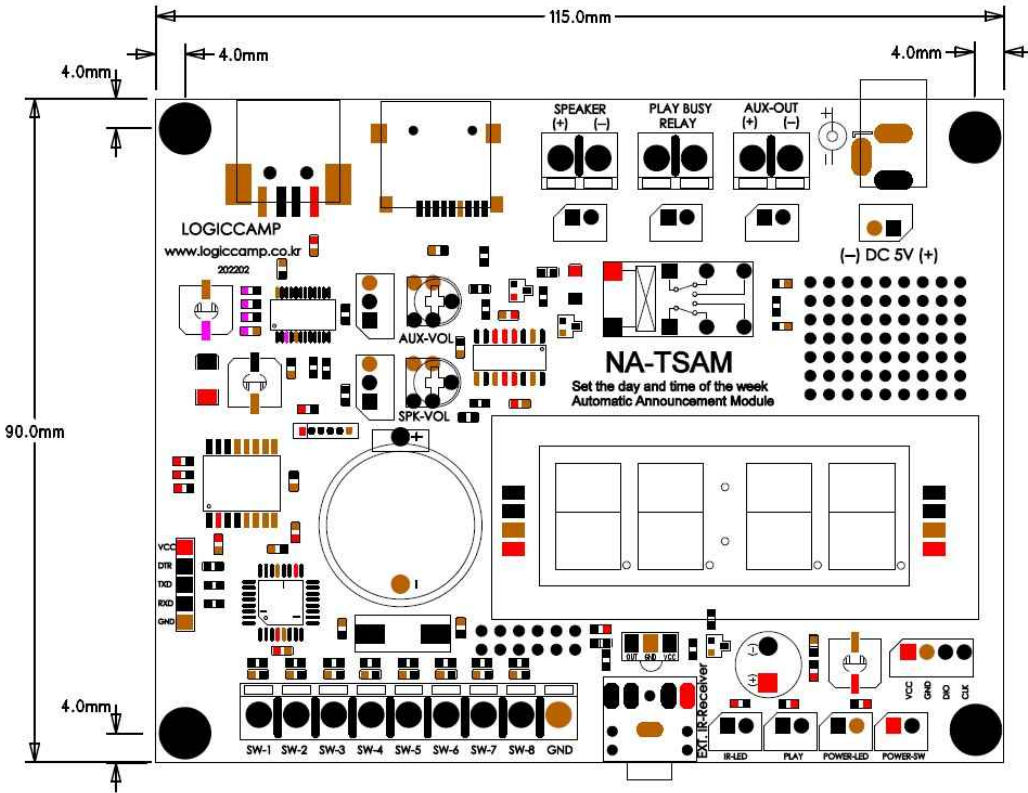 115.0mm
4.0mm
4.0mm
4.0mm
SPEAKER
(+) (–)
PLAY BUSY
RELAY
AUX-OUT
(+) (–)
LOGICCAMP
www.logiccamp.co.kr
202202
(–) DC 5V (+)
AUX-VOL
NA-TSAM
Set the day and time of the week
Automatic Announcement Module
SPK-VOL
90.0mm
VCC
DTR
TXD
RXD
GND
OUT GND VCC
EXT. IR-Receiver
VCC
GND
DIO
CLK
4.0mm
SW-1 SW-2 SW-3 SW-4 SW-5 SW-6 SW-7 SW-8 GND
IR-LED PLAY POWER-LED POWER-SW